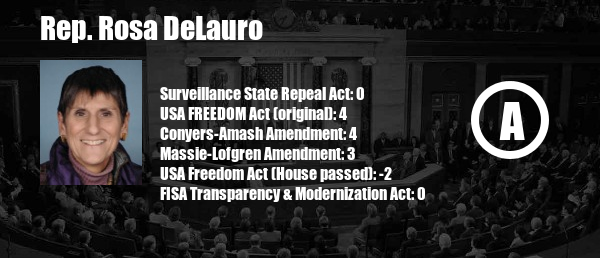 Rep. Rosa DeLauro
Surveillance State Repeal Act: 0
USA FREEDOM Act (original): 4
Conyers-Amash Amendment: 4
Massie-Lofgren Amendment: 3
USA Freedom Act (House passed): -2
FISA Transparency & Modernization Act: 0
A